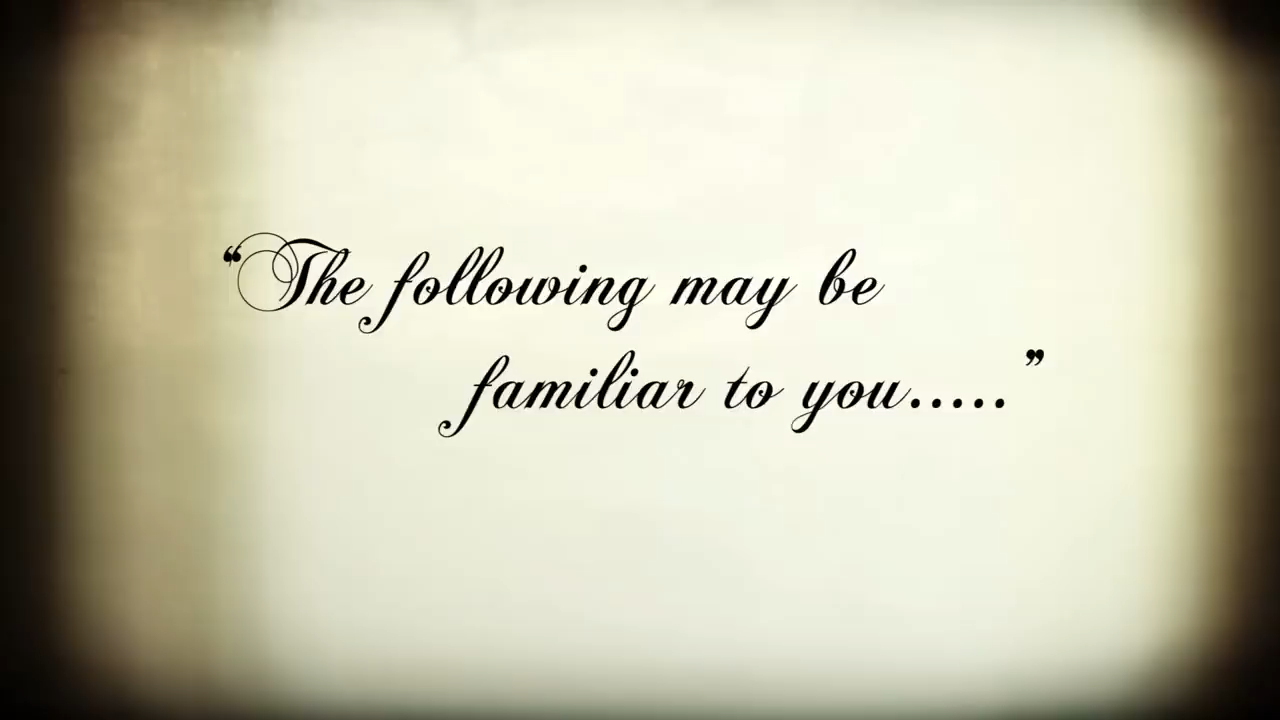 “The following may be
familiar to you.....”